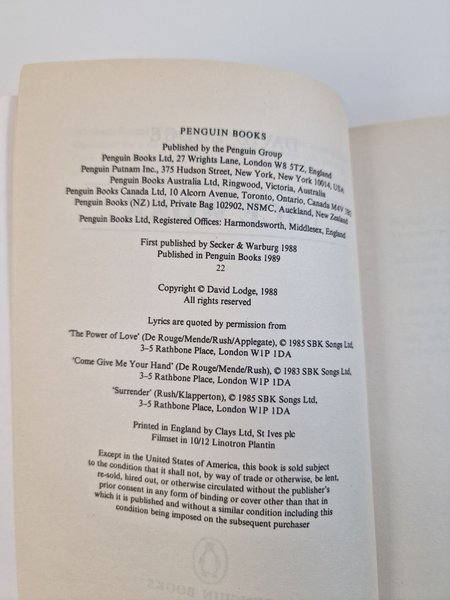 PENGUIN BOOKS
Published by the Penguin Group
Penguin Books Ltd, 27 Wrights Lane, London W8 5TZ, England
Penguin Putnam Inc., 375 Hudson Street, New York, New York 10014, USA
Penguin Books Australia Ltd, Ringwood, Victoria, Australia
Penguin Books Canada Ltd, 10 Alcorn Avenue, Toronto, Ontario, Canada M4V 3B2
Penguin Books (NZ) Ltd, Private Bag 102902, NSMC, Auckland, New Zealand
Penguin Books Ltd, Registered Offices: Harmondsworth, Middlesex, England
First published by Secker & Warburg 1988
Published in Penguin Books 1989
22
Copyright © David Lodge, 1988
All rights reserved
Lyrics are quoted by permission from
'The Power of Love' (De Rouge/Mende/Rush/Applegate), © 1985 SBK Songs Ltd,
3–5 Rathbone Place, London W1P 1DA
'Come Give Me Your Hand' (De Rouge/Mende/Rush), © 1983 SBK Songs Ltd,
3–5 Rathbone Place, London W1P 1DA
'Surrender' (Rush/Klapperton), © 1985 SBK Songs Ltd,
3–5 Rathbone Place, London W1P 1DA
Printed in England by Clays Ltd, St Ives plc
Filmset in 10/12 Linotron Plantin
Except in the United States of America, this book is sold subject
to the condition that it shall not, by way of trade or otherwise, be lent,
re-sold, hired out, or otherwise circulated without the publisher's
prior consent in any form of binding or cover other than that in
which it is published and without a similar condition including this
condition being imposed on the subsequent purchaser